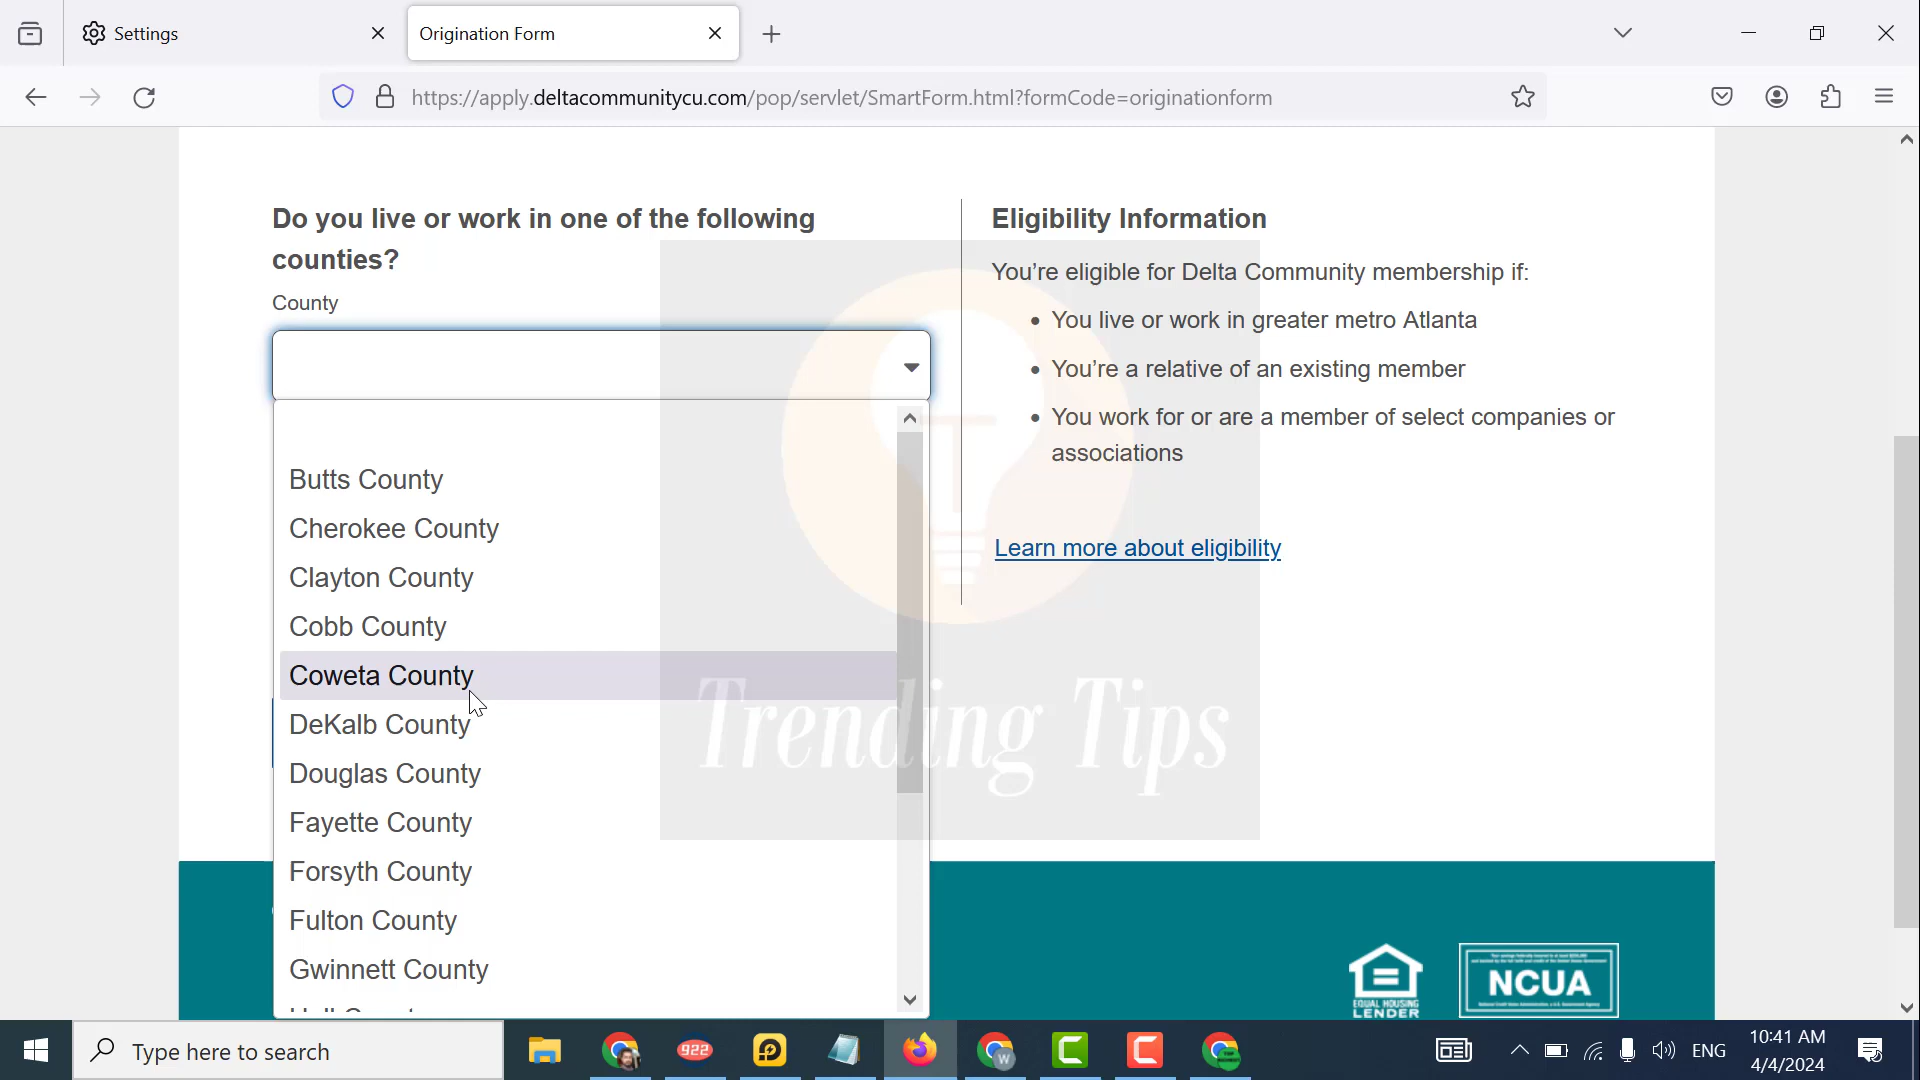 Settings
Origination Form
https://apply.deltacommunitycu.com/pop/servlet/SmartForm.html?formCode=originationform
Do you live or work in one of the following
counties?
County
Butts County
Cherokee County
Clayton County
Cobb County
Coweta County
DeKalb County
Douglas County
Fayette County
Forsyth County
Fulton County
Gwinnett County
Eligibility Information
You're eligible for Delta Community membership if:
• You live or work in greater metro Atlanta
• You're a relative of an existing member
• You work for or are a member of select companies or
associations
Learn more about eligibility
Trending Tips
EQUAL HOUSING
LENDER
NCUA
Type here to search
922
W
ENG
10:41 AM
4/4/2024